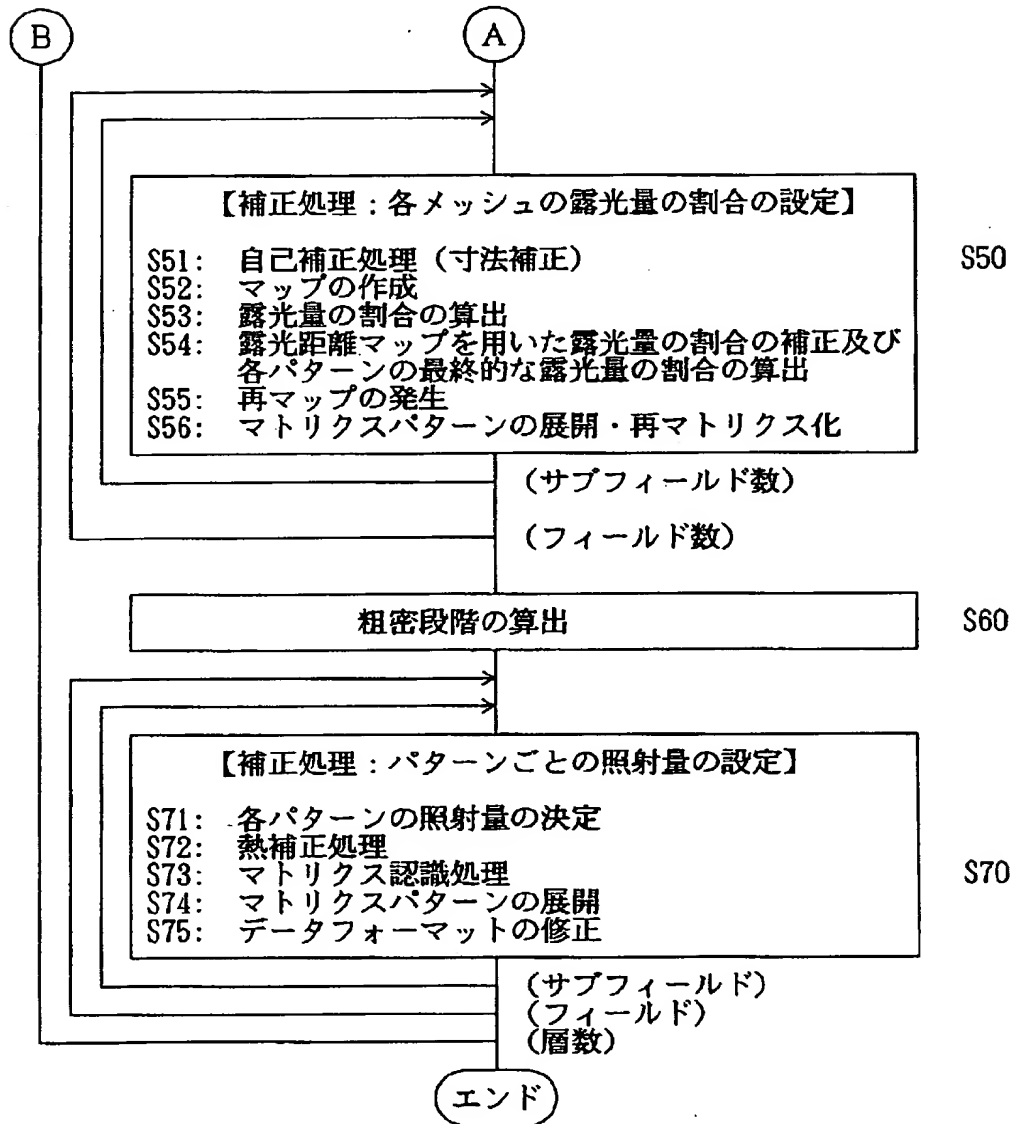 B
A
【補正処理:各メッシュの露光量の割合の設定】
S51: 自己補正処理(寸法補正)
S52: マップの作成
S53: 露光量の割合の算出
S54: 露光距離マップを用いた露光量の割合の補正及び
各パターンの最終的な露光量の割合の算出
S55: 再マップの発生
S56: マトリクスパターンの展開・再マトリクス化
S50
(サブフィールド数)
(フィールド数)
粗密段階の算出
S60
【補正処理:パターンごとの照射量の設定】
S71: 各パターンの照射量の決定
S72: 熱補正処理
S73: マトリクス認識処理
S74: マトリクスパターンの展開
S75: データフォーマットの修正
S70
(サブフィールド)
(フィールド)
(層数)
エンド